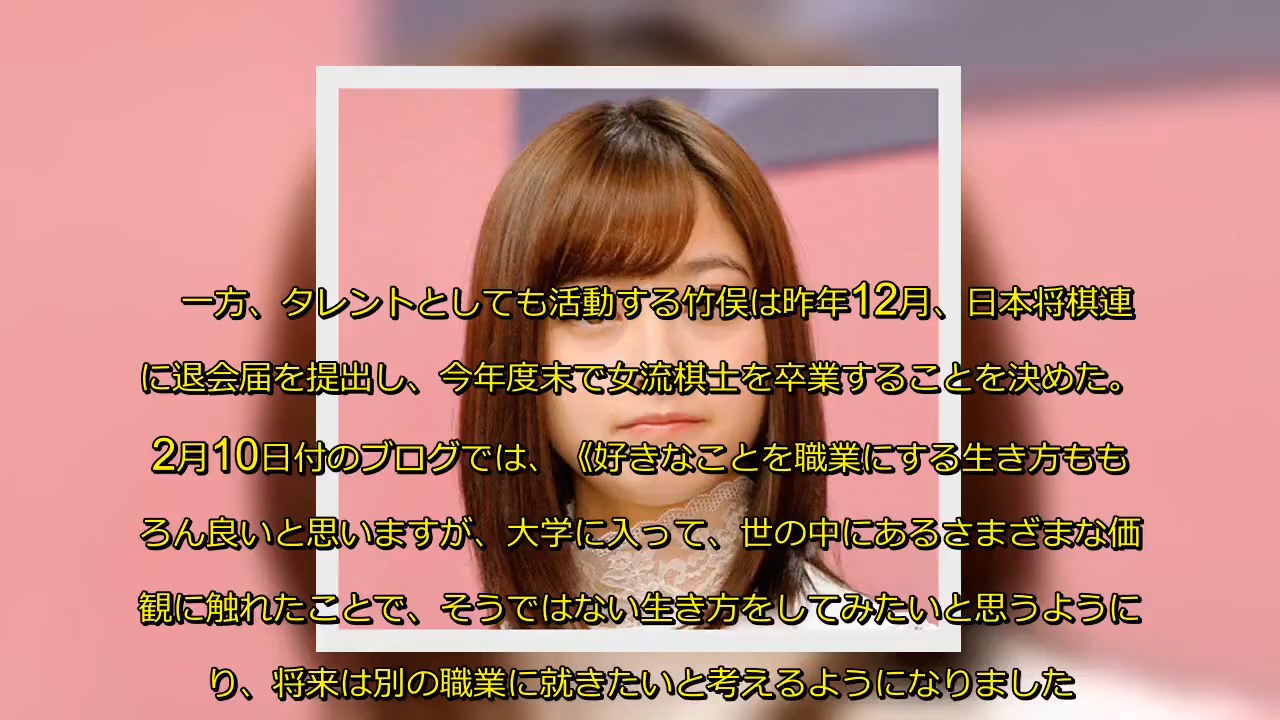 一方、タレントとしても活動する竹俣は昨年12月、日本将棋連
に退会届を提出し、今年度末で女流棋士を卒業することを決めた。
2月10日付のブログでは、《好きなことを職業にする生き方もも
ろん良いと思いますが、大学に入って、世の中にあるさまざまな価
観に触れたことで、そうではない生き方をしてみたいと思うように
り、将来は別の職業に就きたいと考えるようになりました